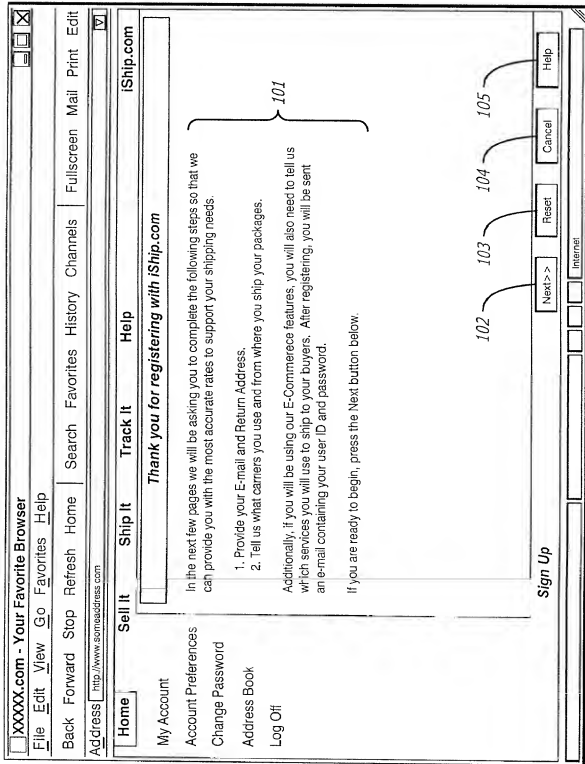 XXXXX.com - Your Favorite Browser
File Edit View Go Favorites Help
Back Forward Stop Refresh Home Search Favorites History Channels Fullscreen Mail Print Edit
Address http://www.someaddress.com
Home Sell It Ship It Track It Help iShip.com
My Account
Account Preferences
Change Password
Address Book
Log Off
Thank you for registering with iShip.com
In the next few pages we will be asking you to complete the following steps so that we
can provide you with the most accurate rates to support your shipping needs.
1. Provide your E-mail and Return Address.
2. Tell us what carriers you use and from where you ship your packages.
Additionally, if you will be using our E-Commerece features, you will also need to tell us
which services you will use to ship to your buyers. After registering, you will be sent
an e-mail containing your user ID and password.
If you are ready to begin, press the Next button below.
101
102 103 104 105
Sign Up Next>> Reset Cancel Help
Internet